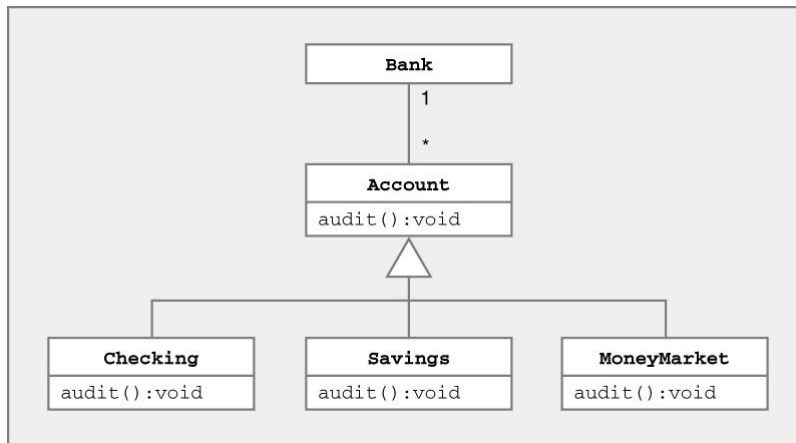 Bank
1
*
Account
audit():void
Checking
audit():void
Savings
audit():void
MoneyMarket
audit():void